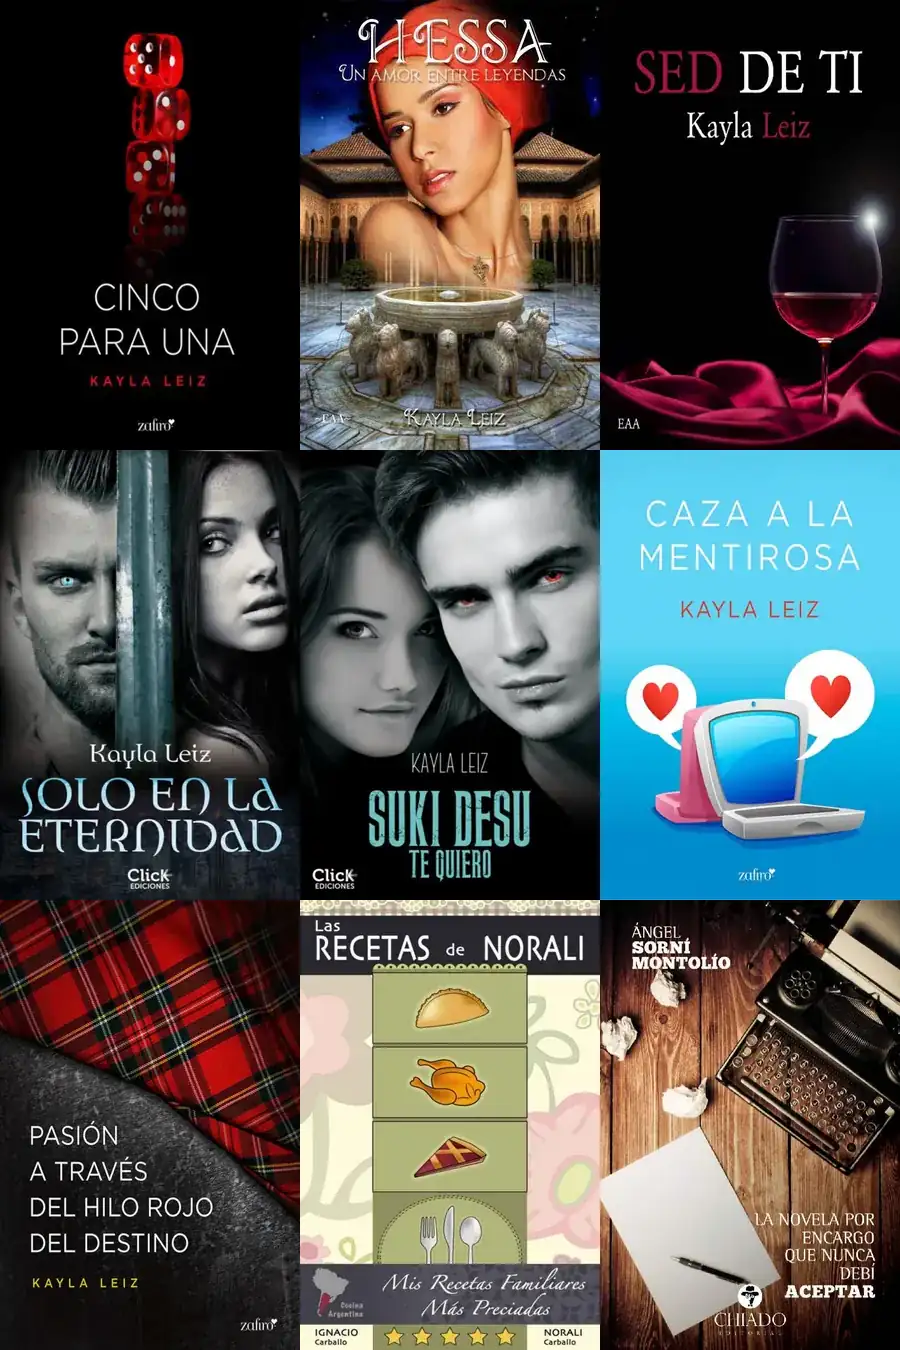 CINCO
PARA UNA
KAYLA LEIZ
zafiro
HESSA
UN AMOR ENTRE LEYENDAS
EAA
KAYLA LEIZ
SED DE TI
Kayla Leiz
EAA
Kayla Leiz
SOLO EN LA
ETERNIDAD
Click
EDICIONES
KAYLA LEIZ
SUKI DESU
TE QUIERO
Click
EDICIONES
CAZA A LA
MENTIROSA
KAYLA LEIZ
zafiro
PASIÓN
A TRAVÉS
DEL HILO ROJO
DEL DESTINO
KAYLA LEIZ
zafiro
Las
RECETAS de NORALI
Mis Recetas Familiares
Más Preciadas
Cocina
Argentina
IGNACIO
Carballo
NORALI
Carballo
ÁNGEL
SORNÍ
MONTOLÍO
LA NOVELA POR
ENCARGO
QUE NUNCA
DEBÍ
ACEPTAR
CHIADO
EDITORIAL